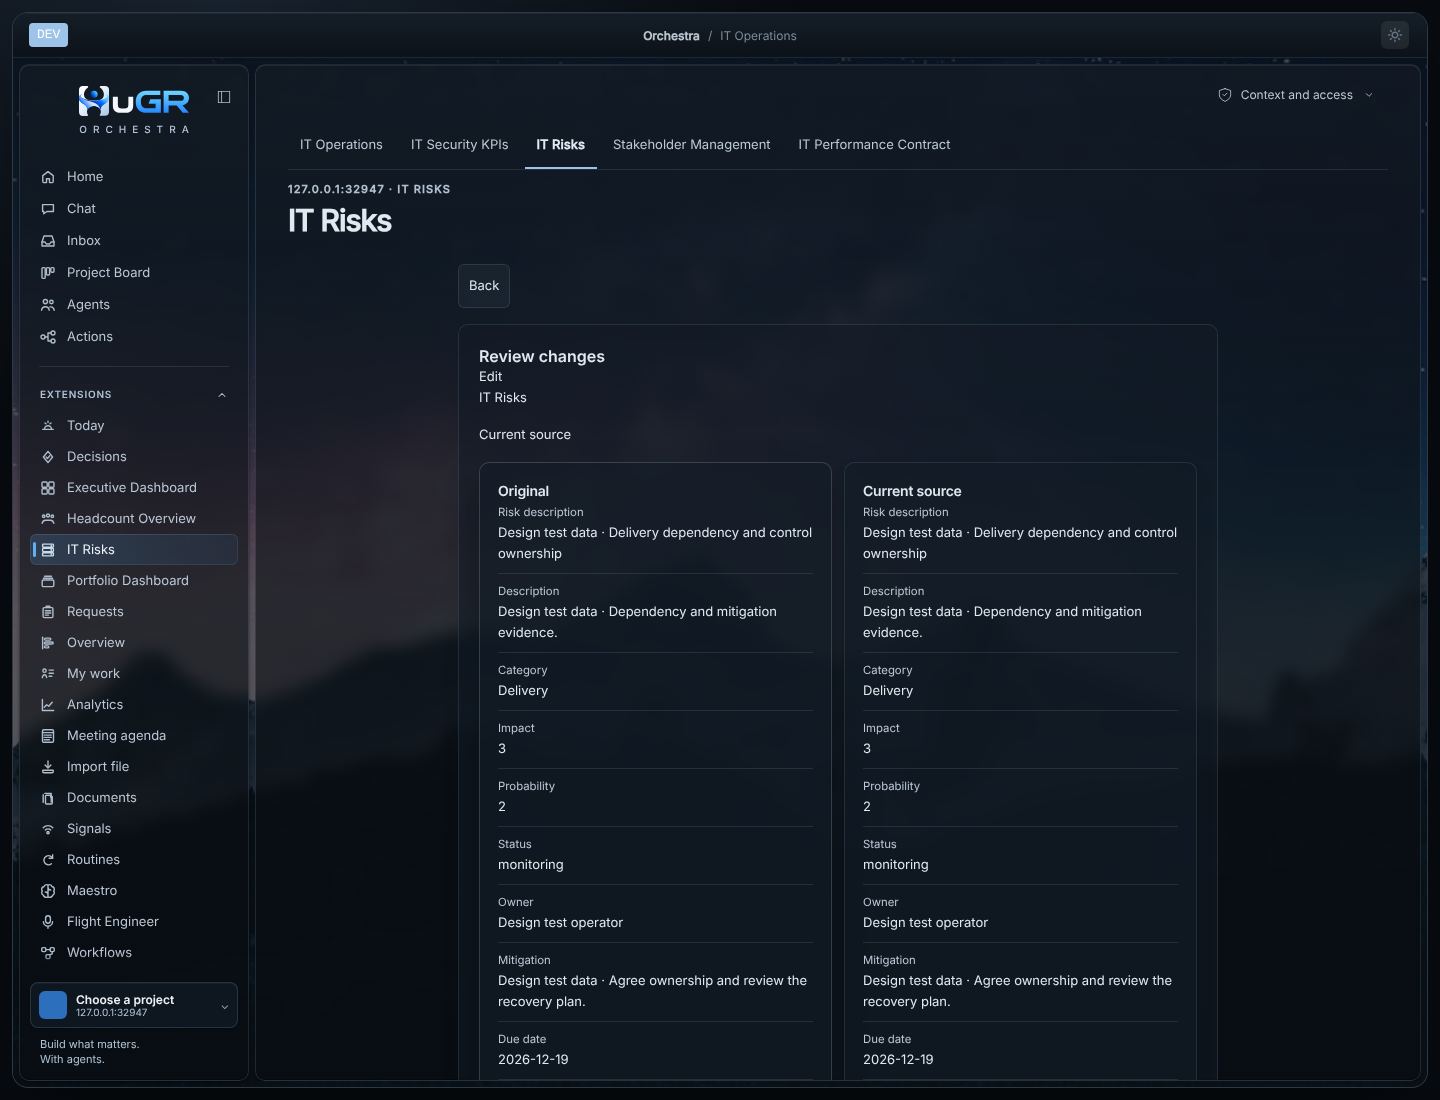 DEV
Orchestra / IT Operations
HuGR
ORCHESTRA
Context and access
Home
Chat
Inbox
Project Board
Agents
Actions
EXTENSIONS
Today
Decisions
Executive Dashboard
Headcount Overview
IT Risks
Portfolio Dashboard
Requests
Overview
My work
Analytics
Meeting agenda
Import file
Documents
Signals
Routines
Maestro
Flight Engineer
Workflows
Choose a project
127.0.0.1:32947
Build what matters.
With agents.
IT Operations
IT Security KPIs
IT Risks
Stakeholder Management
IT Performance Contract
127.0.0.1:32947 · IT RISKS
IT Risks
Back
Review changes
Edit
IT Risks
Current source
Original
Risk description
Design test data · Delivery dependency and control
ownership
Description
Design test data · Dependency and mitigation
evidence.
Category
Delivery
Impact
3
Probability
2
Status
monitoring
Owner
Design test operator
Mitigation
Design test data · Agree ownership and review the
recovery plan.
Due date
2026-12-19
Current source
Risk description
Design test data · Delivery dependency and control
ownership
Description
Design test data · Dependency and mitigation
evidence.
Category
Delivery
Impact
3
Probability
2
Status
monitoring
Owner
Design test operator
Mitigation
Design test data · Agree ownership and review the
recovery plan.
Due date
2026-12-19